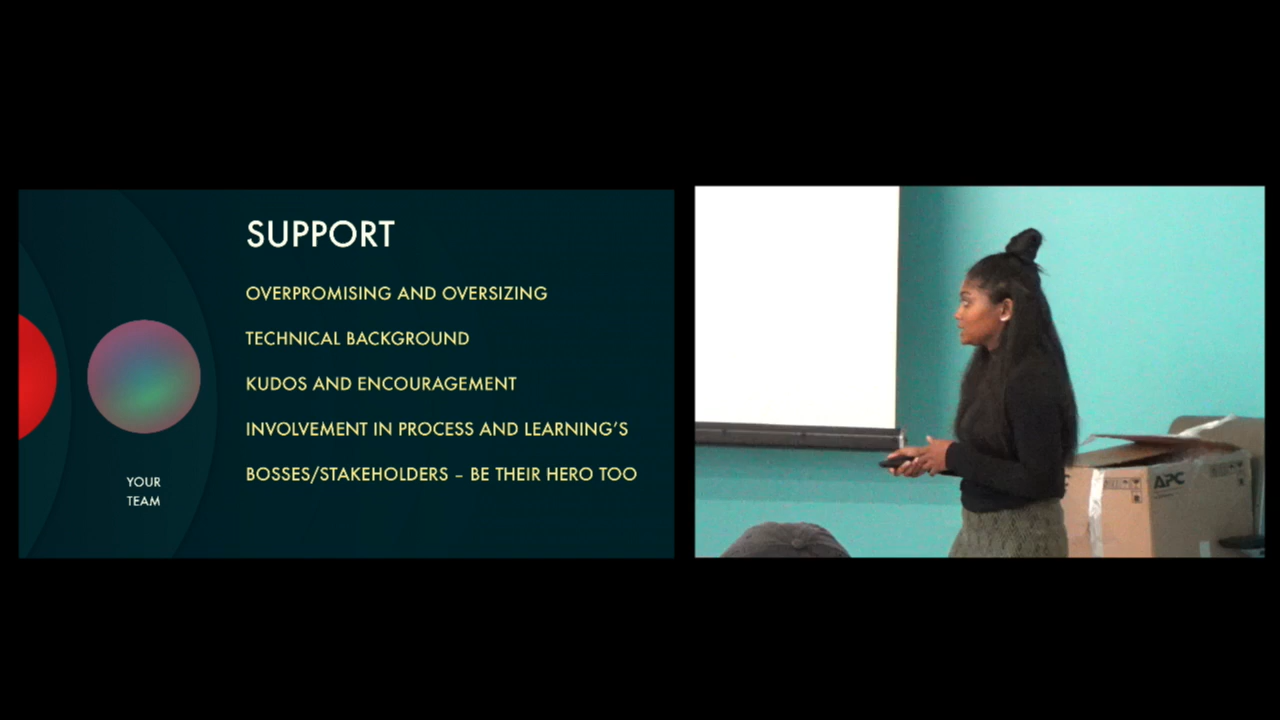 SUPPORT
OVERPROMISING AND OVERSIZING
TECHNICAL BACKGROUND
KUDOS AND ENCOURAGEMENT
INVOLVEMENT IN PROCESS AND LEARNING'S
BOSSES/STAKEHOLDERS – BE THEIR HERO TOO
YOUR
TEAM
APC